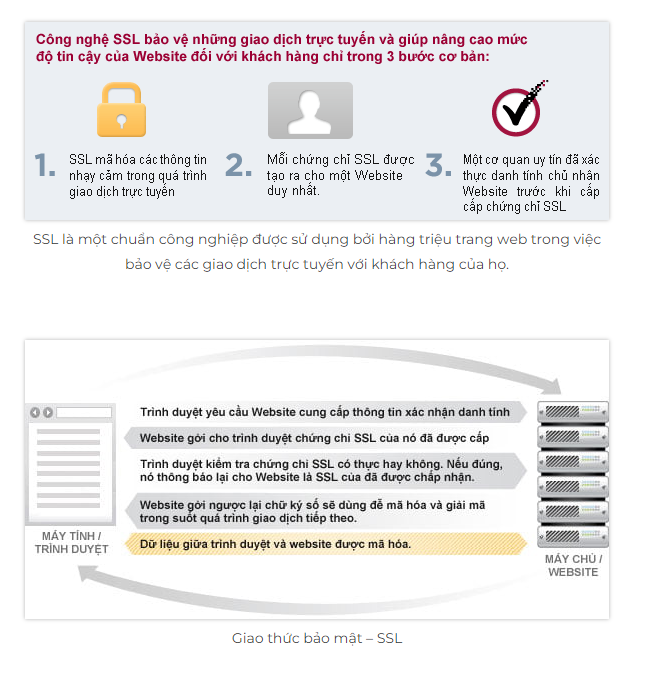 Công nghệ SSL bảo vệ những giao dịch trực tuyến và giúp nâng cao mức
độ tin cậy của Website đối với khách hàng chỉ trong 3 bước cơ bản:
1. SSL mã hóa các thông tin
nhạy cảm trong quá trình
giao dịch trực tuyến
2. Mỗi chứng chỉ SSL được
tạo ra cho một Website
duy nhất.
3. Một cơ quan uy tín đã xác
thực danh tính chủ nhận
Website trước khi cấp
cấp chứng chỉ SSL
SSL là một chuẩn công nghiệp được sử dụng bởi hàng triệu trang web trong việc
bảo vệ các giao dịch trực tuyến với khách hàng của họ.
Trình duyệt yêu cầu Website cung cấp thông tin xác nhận danh tính
Website gởi cho trình duyệt chứng chỉ SSL của nó đã được cấp
Trình duyệt kiểm tra chứng chỉ SSL có thực hay không. Nếu đúng,
nó thông báo lại cho Website là SSL của đã được chấp nhận.
Website gởi ngược lại chữ ký số sẽ dùng để mã hóa và giải mã
trong suốt quá trình giao dịch tiếp theo.
Dữ liệu giữa trình duyệt và website được mã hóa.
MÁY TÍNH /
TRÌNH DUYỆT
MÁY CHỦ /
WEBSITE
Giao thức bảo mật – SSL